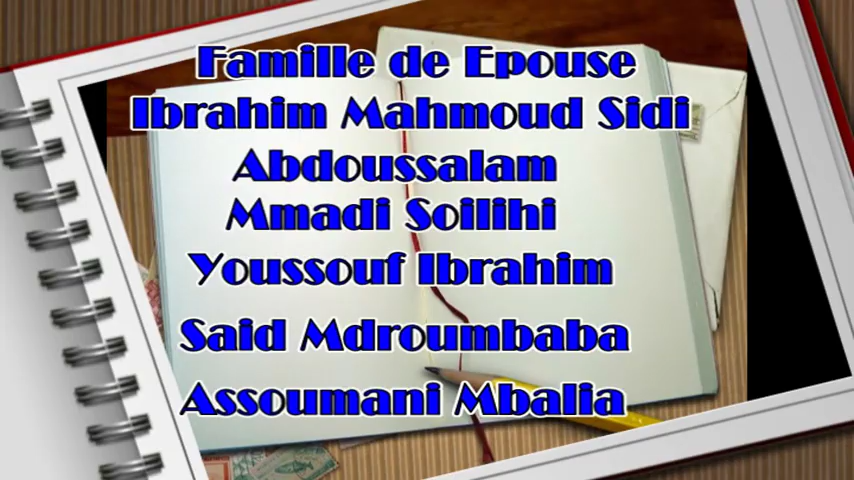 Famille de Epouse
Ibrahim Mahmoud Sidi
Abdoussalam
Mmadi Soilihi
Youssouf Ibrahim
Said Mdroumbaba
Assoumani Mbalia